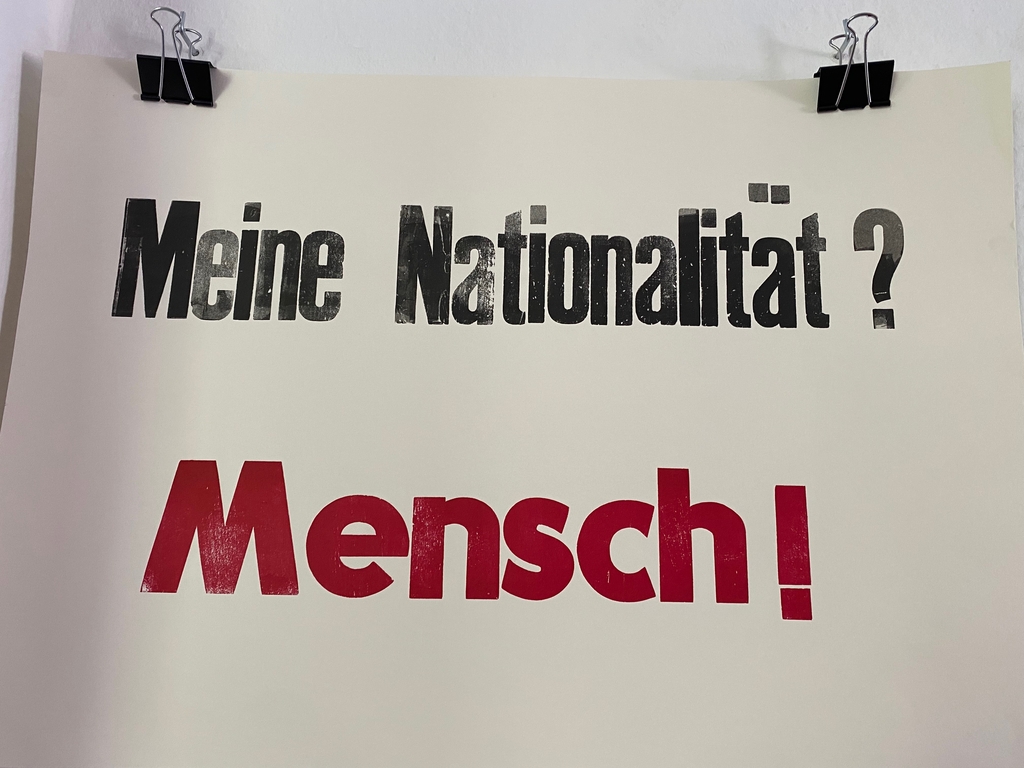 Meine Nationalität ?
Mensch !